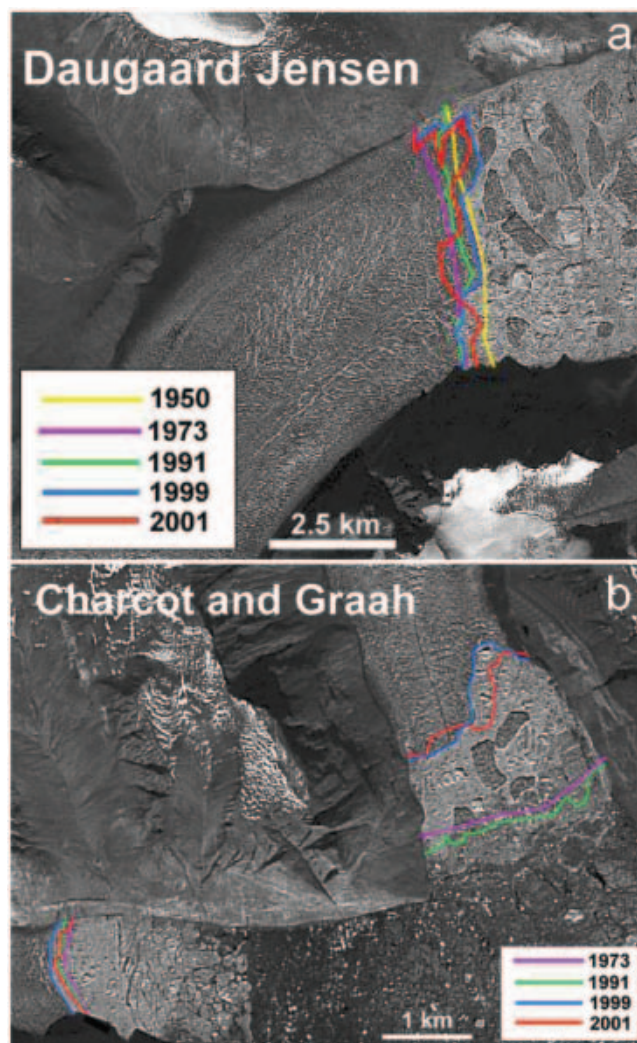 a
Daugaard Jensen
1950
1973
1991
1999
2001
2.5 km
Charcot and Graah
b
1973
1991
1999
2001
1 km